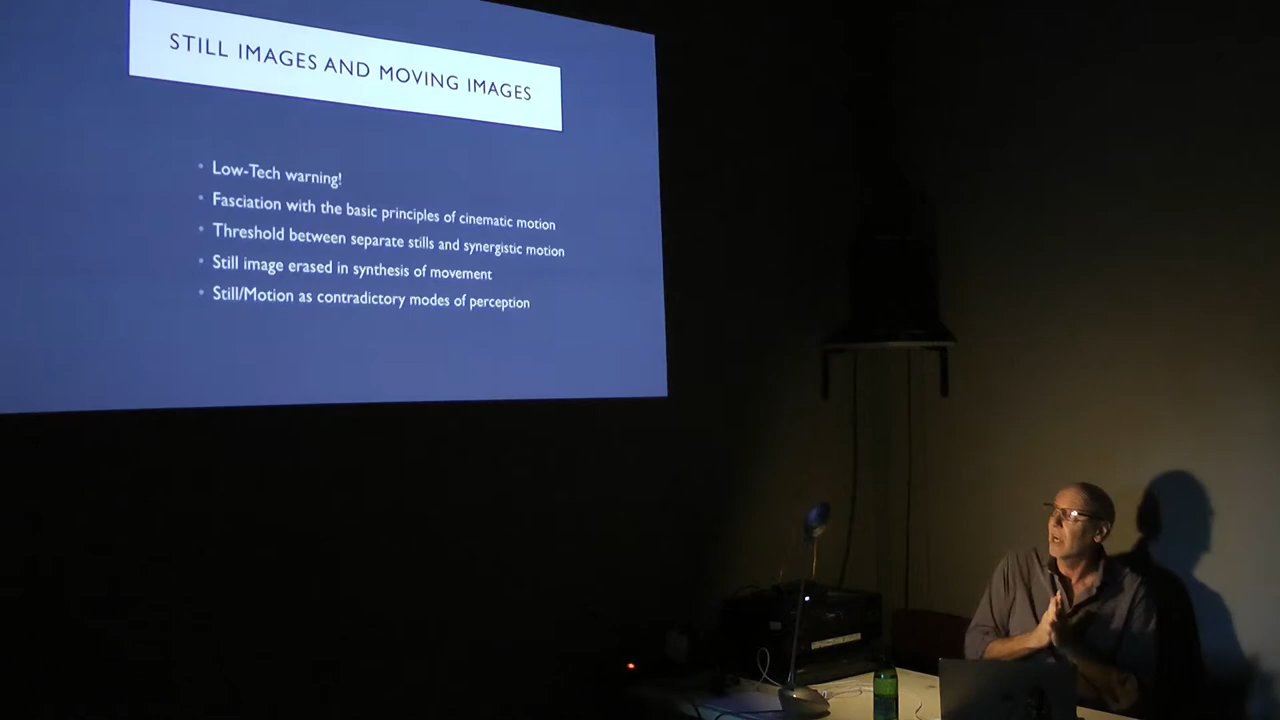 STILL IMAGES AND MOVING IMAGES
• Low-Tech warning!
• Fasciation with the basic principles of cinematic motion
• Threshold between separate stills and synergistic motion
• Still image erased in synthesis of movement
• Still/Motion as contradictory modes of perception